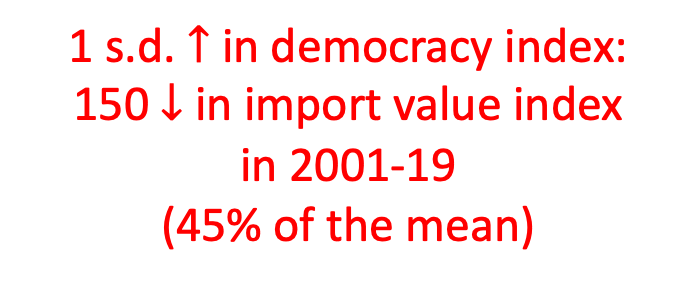 1 s.d. ↑ in democracy index:
150 ↓ in import value index
in 2001-19
(45% of the mean)